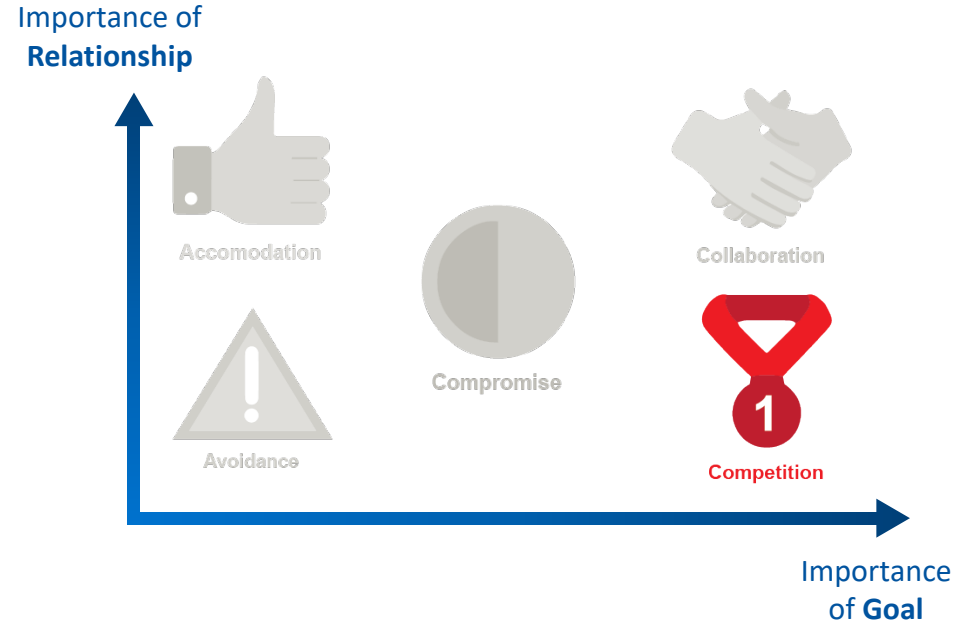 Importance of
Relationship
Accomodation
Collaboration
Compromise
Avoidance
1
Competition
Importance
of Goal